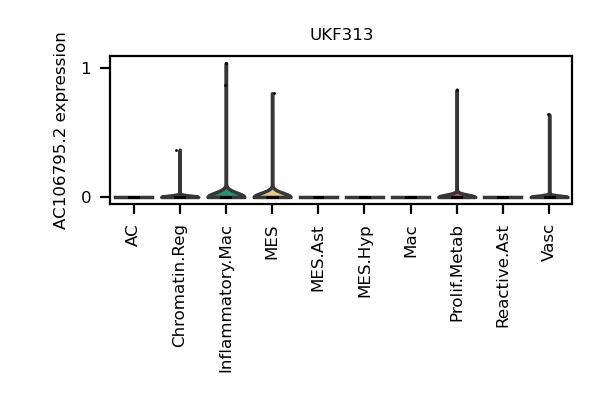 UKF313
AC106795.2 expression
1
0
AC
Chromatin.Reg
Inflammatory.Mac
MES
MES.Ast
MES.Hyp
Mac
Prolif.Metab
Reactive.Ast
Vasc